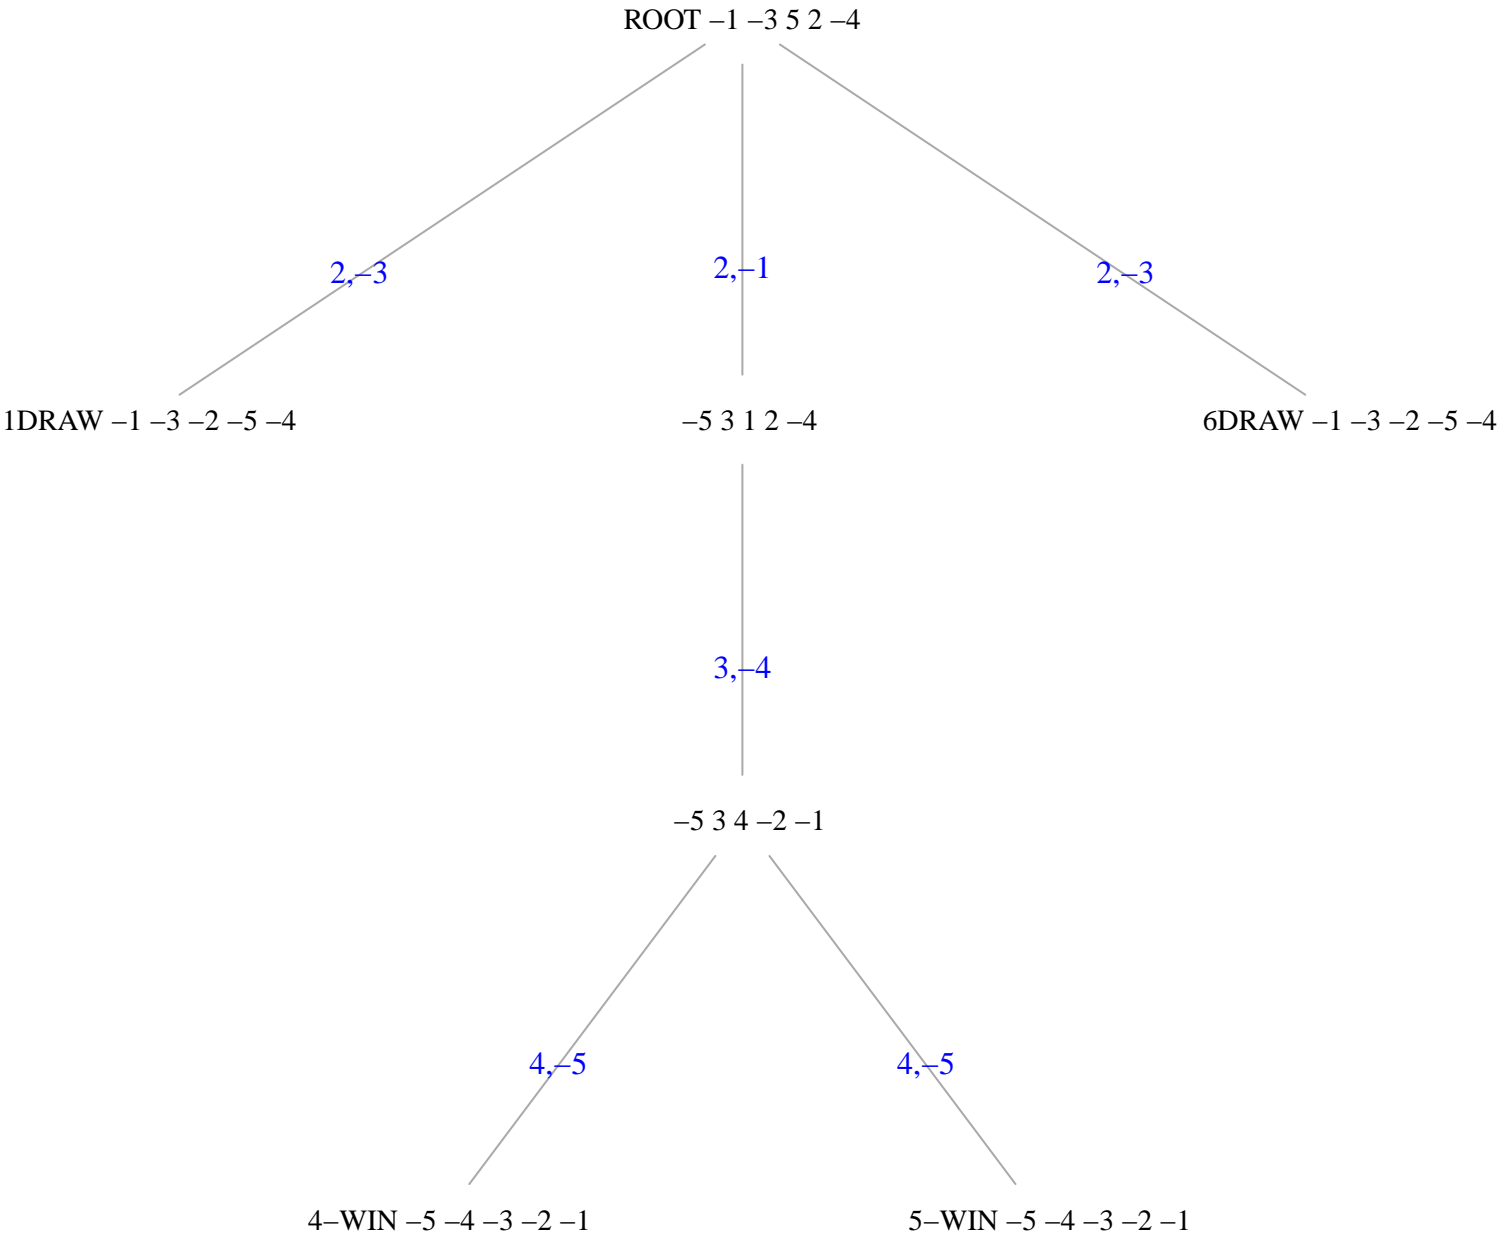 ROOT –1 –3 5 2 –4
2,–3
2,–1
2,–3
1DRAW –1 –3 –2 –5 –4
–5 3 1 2 –4
6DRAW –1 –3 –2 –5 –4
3,–4
–5 3 4 –2 –1
4,–5
4,–5
4–WIN –5 –4 –3 –2 –1
5–WIN –5 –4 –3 –2 –1